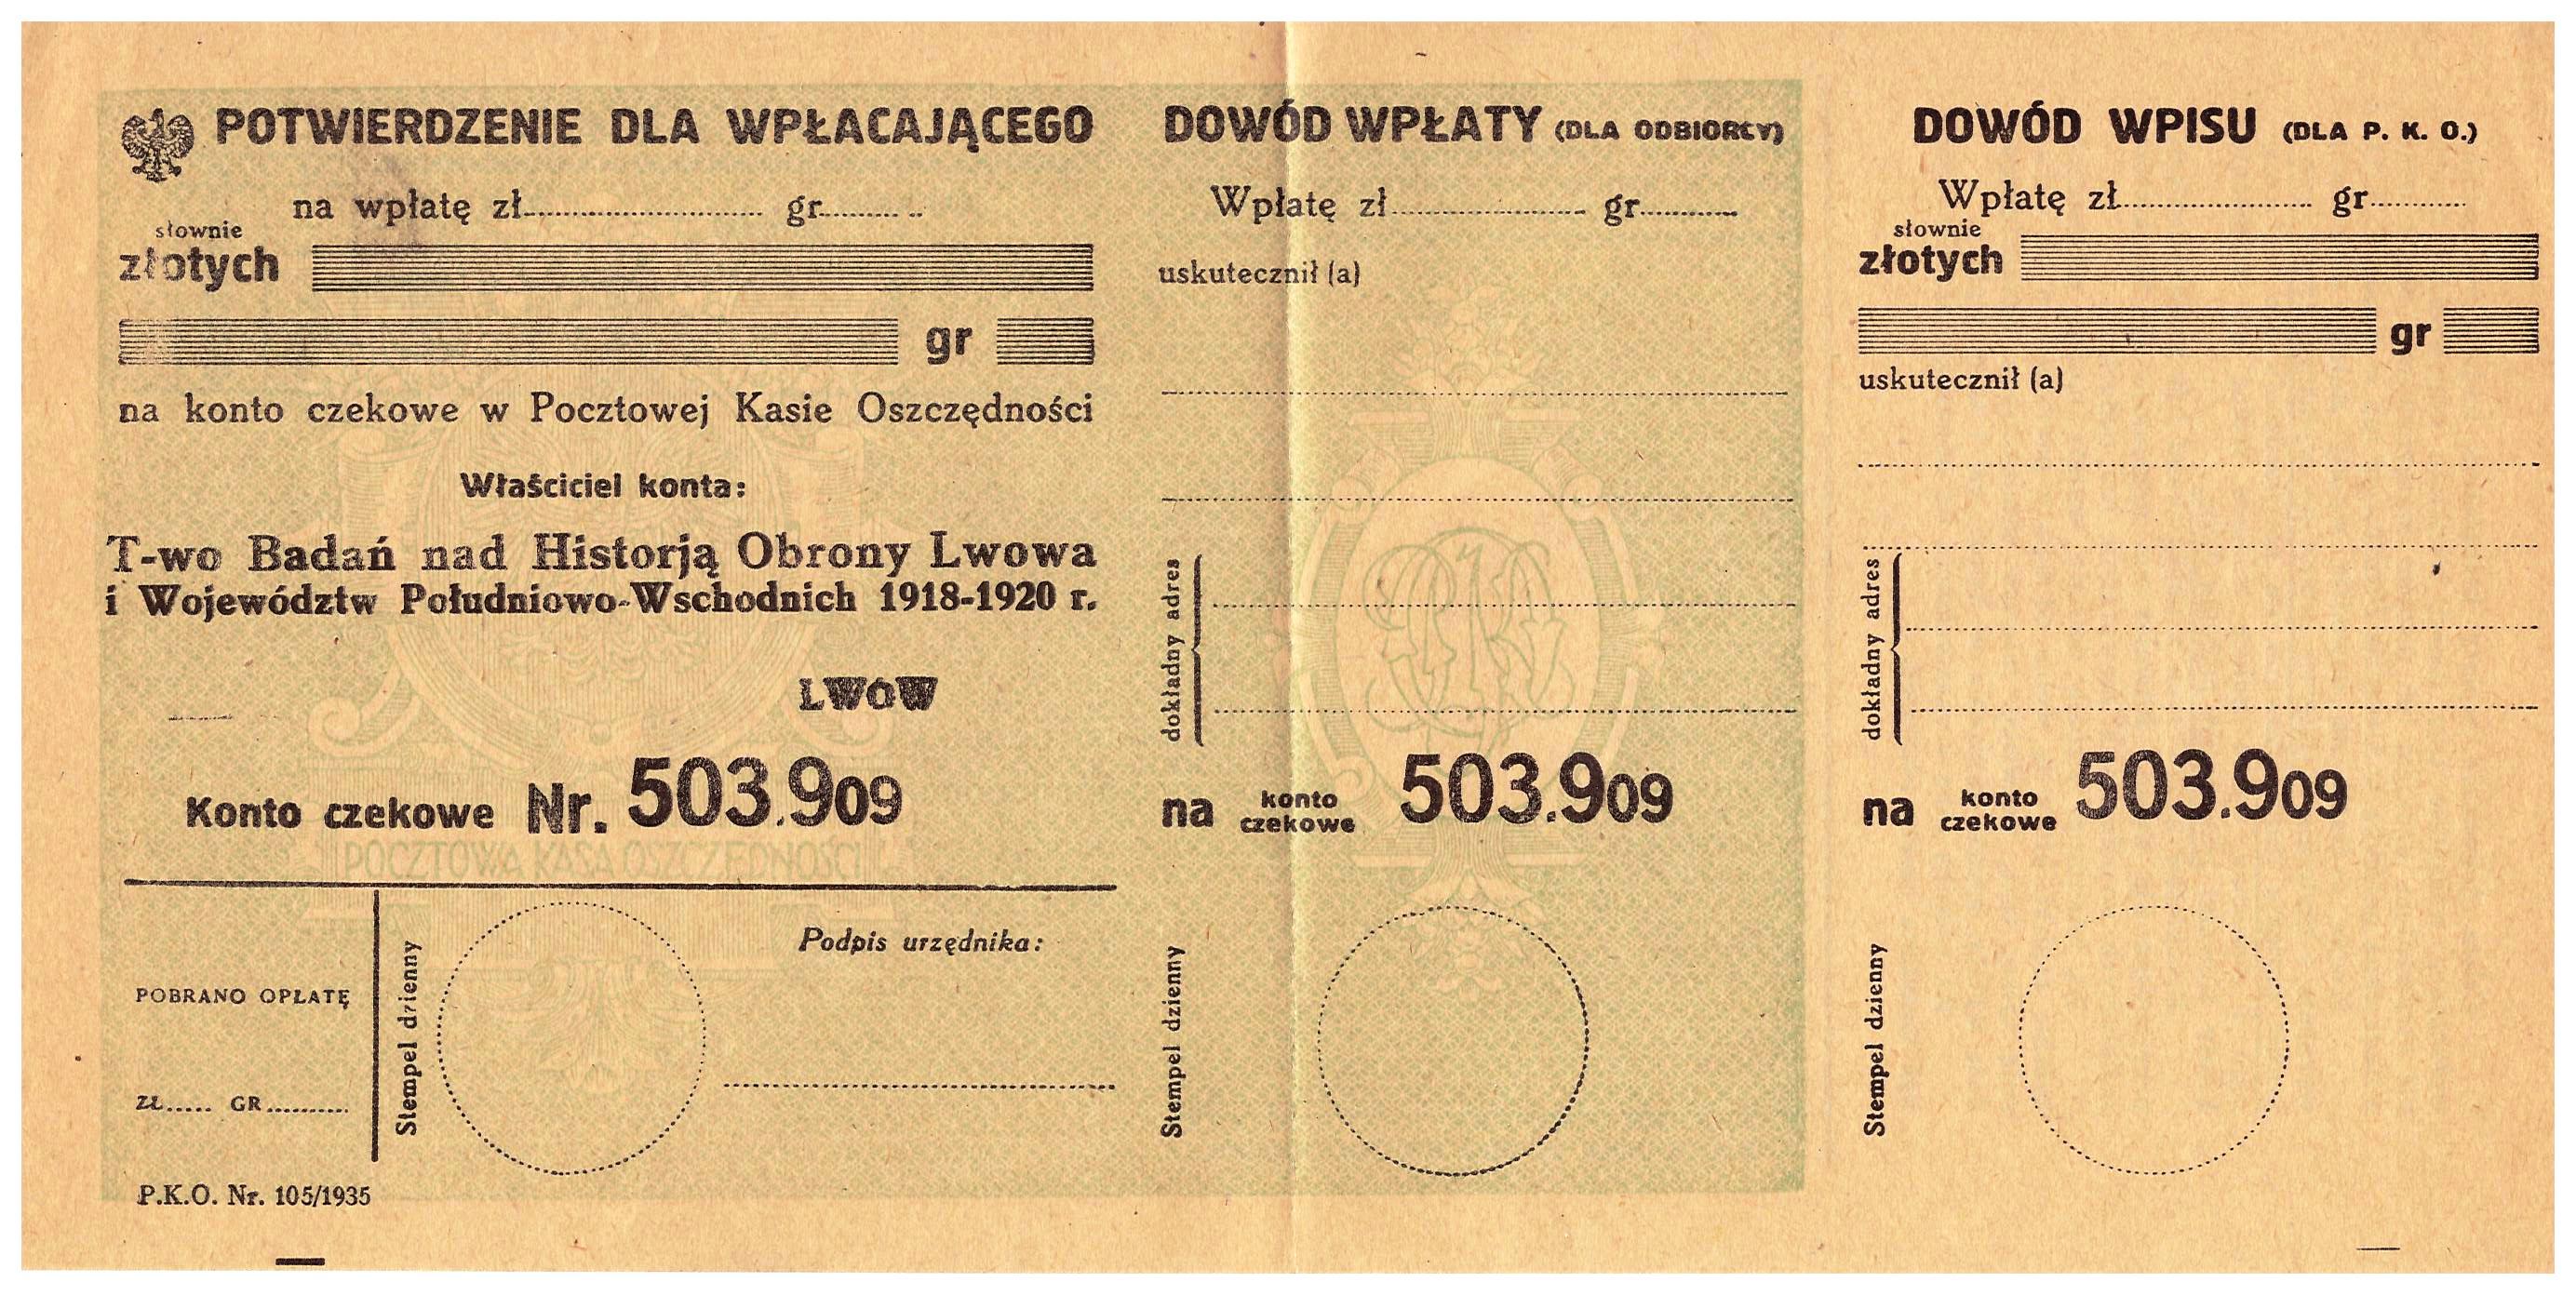 POTWIERDZENIE DLA WPŁACAJĄCEGO
na wpłatę zł........................ gr.......... ..
słownie
złotych
gr
na konto czekowe w Pocztowej Kasie Oszczędności
Właściciel konta:
T-wo Badań nad Historją Obrony Lwowa
i Województw Południowo-Wschodnich 1918-1920 r.
LWOW
Konto czekowe Nr. 503.909
POCZTOWA KASA OSZCZĘDNOŚCI
POBRANO OPŁATĘ
ZŁ..... GR..........
Stempel dzienny
Podpis urzędnika:
P.K.O. Nr. 105/1935
DOWÓD WPŁATY (DLA ODBIORCY)
Wpłatę zł.................... gr..........
uskutecznił (a)
dokładny adres
na konto czekowe 503.909
Stempel dzienny
DOWÓD WPISU (DLA P. K. O.)
Wpłatę zł.................... gr..........
słownie
złotych
gr
uskutecznił (a)
dokładny adres
na konto czekowe 503.909
Stempel dzienny